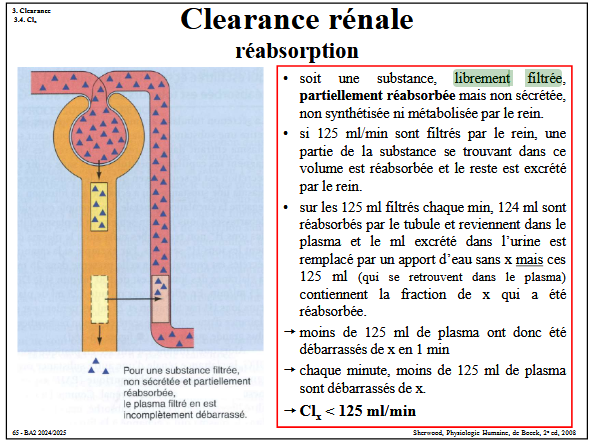 3. Clearance
3.4. Clₓ
Clearance rénale
réabsorption
• soit une substance, librement filtrée,
partiellement réabsorbée mais non sécrétée,
non synthétisée ni métabolisée par le rein.
• si 125 ml/min sont filtrés par le rein, une
partie de la substance se trouvant dans ce
volume est réabsorbée et le reste est excrété
par le rein.
• sur les 125 ml filtrés chaque min, 124 ml sont
réabsorbés par le tubule et reviennent dans le
plasma et le ml excrété dans l'urine est
remplacé par un apport d'eau sans x mais ces
125 ml (qui se retrouvent dans le plasma)
contiennent la fraction de x qui a été
réabsorbée.
→ moins de 125 ml de plasma ont donc été
débarrassés de x en 1 min
→ chaque minute, moins de 125 ml de plasma
sont débarrassés de x.
→ Clₓ < 125 ml/min
Pour une substance filtrée,
non sécrétée et partiellement
réabsorbée,
le plasma filtré en est
incomplètement débarrassé.
65 - BA2 2024/2025
Sherwood, Physiologie Humaine, de Boeck, 2ᵉ ed, 2008